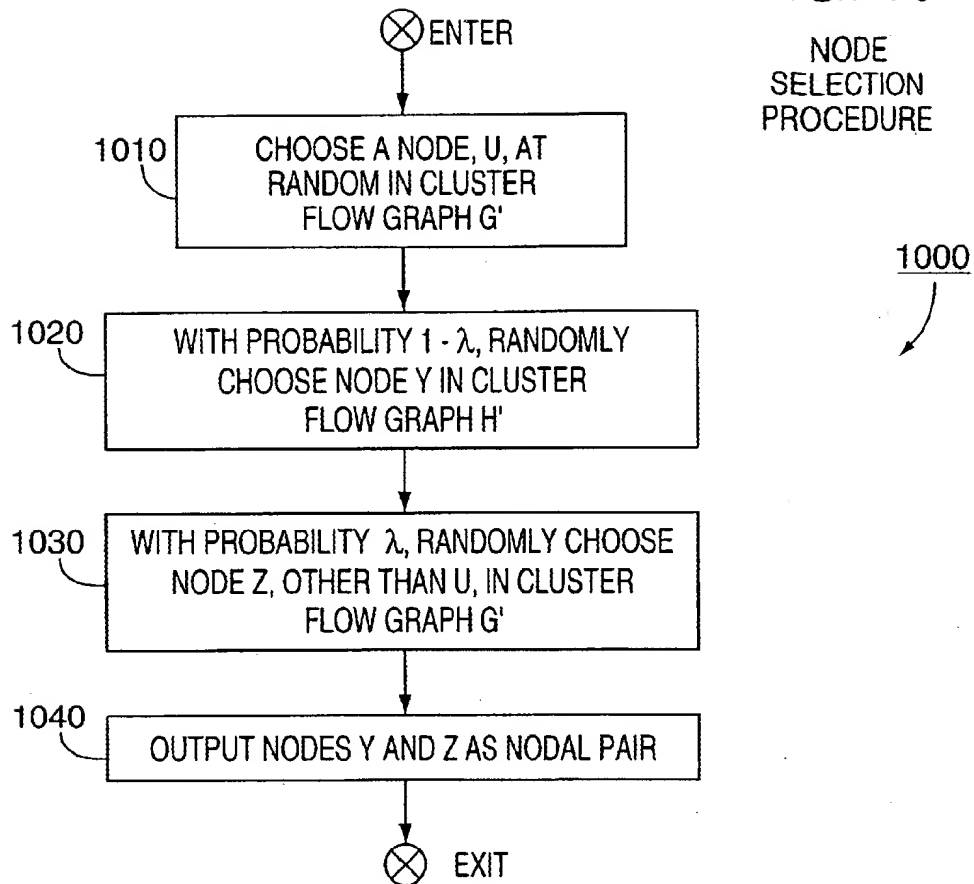 ENTER
NODE
SELECTION
PROCEDURE
1010
CHOOSE A NODE, U, AT
RANDOM IN CLUSTER
FLOW GRAPH G'
1000
1020
WITH PROBABILITY 1 - λ, RANDOMLY
CHOOSE NODE Y IN CLUSTER
FLOW GRAPH H'
1030
WITH PROBABILITY λ, RANDOMLY CHOOSE
NODE Z, OTHER THAN U, IN CLUSTER
FLOW GRAPH G'
1040
OUTPUT NODES Y AND Z AS NODAL PAIR
EXIT